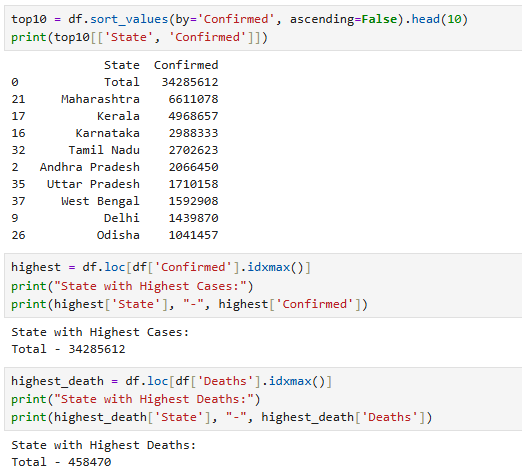 top10 = df.sort_values(by='Confirmed', ascending=False).head(10)
print(top10[['State', 'Confirmed']])
             State  Confirmed
0            Total   34285612
21     Maharashtra    6611078
17          Kerala    4968657
16       Karnataka    2988333
32      Tamil Nadu    2702623
2   Andhra Pradesh    2066450
35   Uttar Pradesh    1710158
37     West Bengal    1592908
9            Delhi    1439870
26          Odisha    1041457
highest = df.loc[df['Confirmed'].idxmax()]
print("State with Highest Cases:")
print(highest['State'], "-", highest['Confirmed'])
State with Highest Cases:
Total - 34285612
highest_death = df.loc[df['Deaths'].idxmax()]
print("State with Highest Deaths:")
print(highest_death['State'], "-", highest_death['Deaths'])
State with Highest Deaths:
Total - 458470